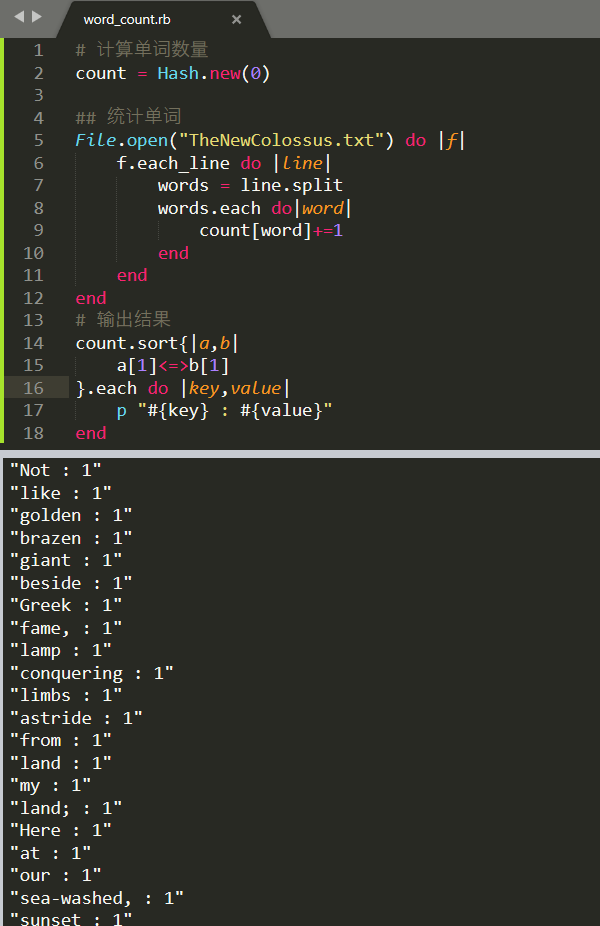 word_count.rb ×
1 # 计算单词数量
2 count = Hash.new(0)
3
4 ## 统计单词
5 File.open("TheNewColossus.txt") do |f|
6     f.each_line do |line|
7         words = line.split
8         words.each do|word|
9             count[word]+=1
10         end
11     end
12 end
13 # 输出结果
14 count.sort{|a,b|
15     a[1]<=>b[1]
16 }.each do |key,value|
17     p "#{key} : #{value}"
18 end
"Not : 1"
"like : 1"
"golden : 1"
"brazen : 1"
"giant : 1"
"beside : 1"
"Greek : 1"
"fame, : 1"
"lamp : 1"
"conquering : 1"
"limbs : 1"
"astride : 1"
"from : 1"
"land : 1"
"my : 1"
"land; : 1"
"Here : 1"
"at : 1"
"our : 1"
"sea-washed, : 1"
"sunset : 1"